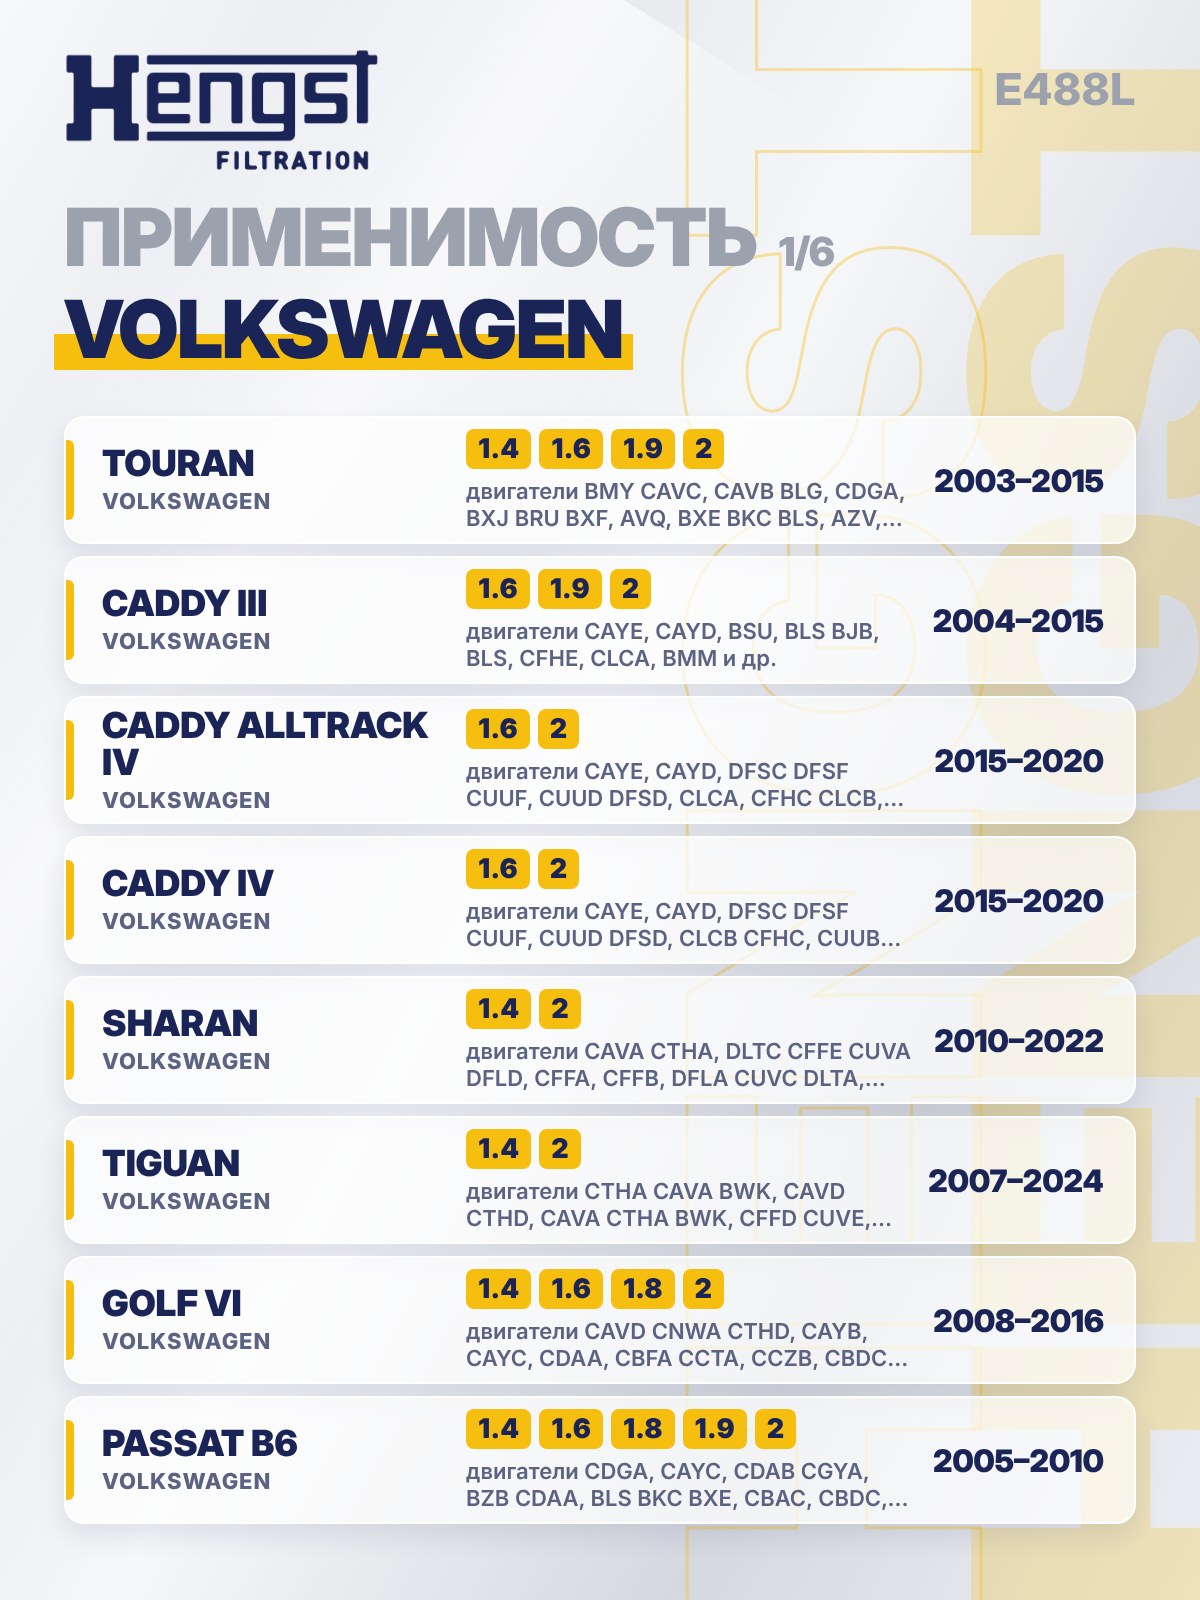 Hengst
FILTRATION
E488L
ПРИМЕНИМОСТЬ 1/6
VOLKSWAGEN
TOURAN
VOLKSWAGEN
1.4 1.6 1.9 2
двигатели BMY CAVC, CAVB BLG, CDGA,
BXJ BRU BXF, AVQ, BXE BKC BLS, AZV,...
2003–2015
CADDY III
VOLKSWAGEN
1.6 1.9 2
двигатели CAYE, CAYD, BSU, BLS BJB,
BLS, CFHE, CLCA, BMM и др.
2004–2015
CADDY ALLTRACK
IV
VOLKSWAGEN
1.6 2
двигатели CAYE, CAYD, DFSC DFSF
CUUF, CUUD DFSD, CLCA, CFHC CLCB,...
2015–2020
CADDY IV
VOLKSWAGEN
1.6 2
двигатели CAYE, CAYD, DFSC DFSF
CUUF, CUUD DFSD, CLCB CFHC, CUUB...
2015–2020
SHARAN
VOLKSWAGEN
1.4 2
двигатели CAVA CTHA, DLTC CFFE CUVA
DFLD, CFFA, CFFB, DFLA CUVC DLTA,...
2010–2022
TIGUAN
VOLKSWAGEN
1.4 2
двигатели CTHA CAVA BWK, CAVD
CTHD, CAVA CTHA BWK, CFFD CUVE,...
2007–2024
GOLF VI
VOLKSWAGEN
1.4 1.6 1.8 2
двигатели CAVD CNWA CTHD, CAYB,
CAYC, CDAA, CBFA CCTA, CCZB, CBDC...
2008–2016
PASSAT B6
VOLKSWAGEN
1.4 1.6 1.8 1.9 2
двигатели CDGA, CAYC, CDAB CGYA,
BZB CDAA, BLS BKC BXE, CBAC, CBDC,...
2005–2010